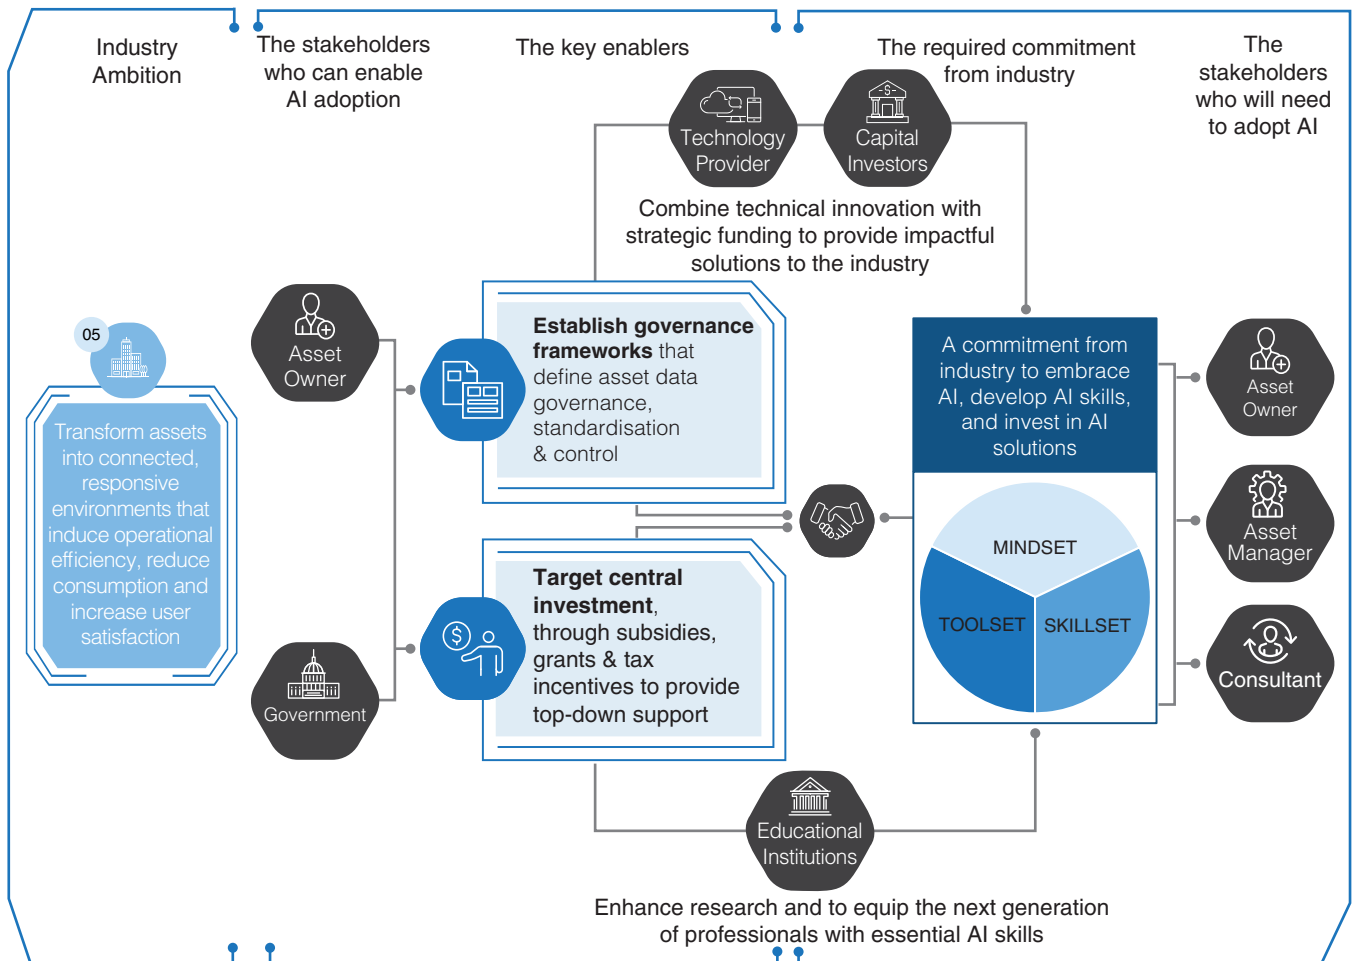 Industry
Ambition
The stakeholders
who can enable
AI adoption
The key enablers
The required commitment
from industry
The
stakeholders
who will need
to adopt AI
Technology
Provider
Capital
Investors
Combine technical innovation with
strategic funding to provide impactful
solutions to the industry
05
Transform assets
into connected,
responsive
environments that
induce operational
efficiency, reduce
consumption and
increase user
satisfaction
Asset
Owner
Government
Establish governance
frameworks that
define asset data
governance,
standardisation
& control
Target central
investment,
through subsidies,
grants & tax
incentives to provide
top-down support
A commitment from
industry to embrace
AI, develop AI skills,
and invest in AI
solutions
MINDSET
TOOLSET
SKILLSET
Asset
Owner
Asset
Manager
Consultant
Educational
Institutions
Enhance research and to equip the next generation
of professionals with essential AI skills